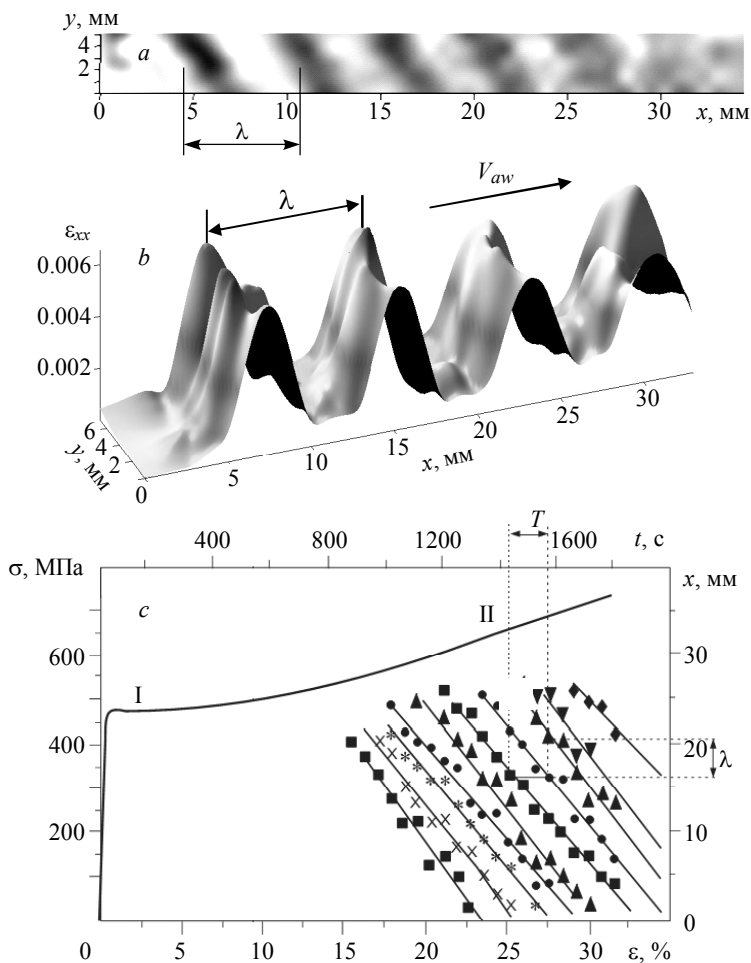 y, мм
4
2
a
0 5 10 15 20 25 30 x, мм
λ
V_aw
λ
ε_xx
b
0.006
0.004
0.002
30
25
20
15
10
5
x, мм
6
4
2
0
y, мм
T
400 800 1200 1600 t, с
σ, МПа
x, мм
c
II
600
30
I
400
20
λ
200
10
0
0 5 10 15 20 25 30 ε, %